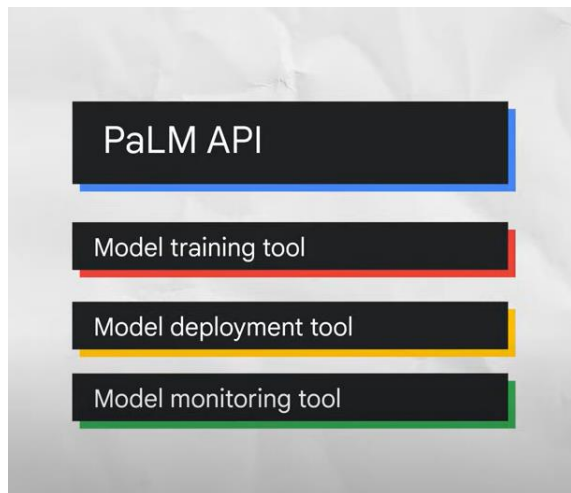 PaLM API
Model training tool
Model deployment tool
Model monitoring tool